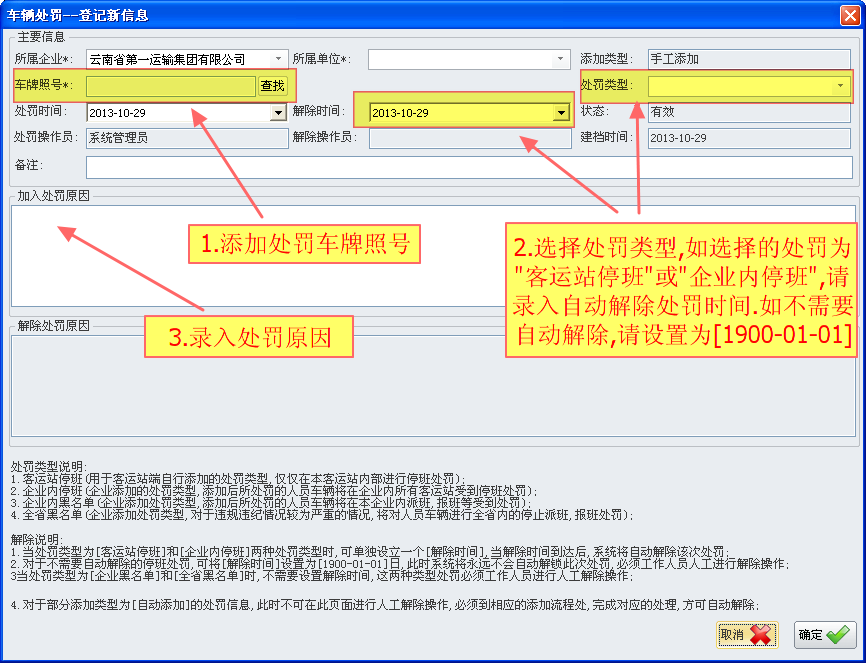 车辆处罚--登记新信息
主要信息
所属企业*: 云南省第一运输集团有限公司 所属单位*: 添加类型: 手工添加
车牌照号*: 查找 处罚类型:
处罚时间: 2013-10-29 解除时间: 2013-10-29 状态: 有效
处罚操作员: 系统管理员 解除操作员: 建档时间: 2013-10-29
备注:
加入处罚原因
1.添加处罚车牌照号
2.选择处罚类型,如选择的处罚为
"客运站停班"或"企业内停班",请
录入自动解除处罚时间.如不需要
自动解除,请设置为[1900-01-01]
3.录入处罚原因
解除处罚原因
处罚类型说明:
1. 客运站停班(用于客运站端自行添加的处罚类型, 仅仅在本客运站内部进行停班处罚);
2. 企业内停班(企业添加的处罚类型, 添加后所处罚的人员车辆将在企业内所有客运站受到停班处罚);
3. 企业内黑名单(企业添加处罚类型, 添加后所处罚的人员车辆将在本企业内派班, 报班等受到处罚);
4. 全省黑名单(企业添加处罚类型, 对于违规违纪情况较为严重的情况, 将对人员车辆进行全省内的停止派班, 报班处罚);
解除说明:
1. 当处罚类型为[客运站停班]和[企业内停班]两种处罚类型时, 可单独设立一个[解除时间], 当解除时间到达后, 系统将自动解除该次处罚;
2. 对于不需要自动解除的停班处罚, 可将[解除时间]设置为[1900-01-01]日, 此时系统将永远不会自动解锁此次处罚, 必须工作人员人工进行解除操作;
3当处罚类型为[企业黑名单]和[全省黑名单]时, 不需要设置解除时间, 这两种类型处罚必须工作人员进行人工解除操作;
4. 对于部分添加类型为[自动添加]的处罚信息, 此时不可在此页面进行人工解除操作, 必须到相应的添加流程处, 完成对应的处理, 方可自动解除;
取消 确定